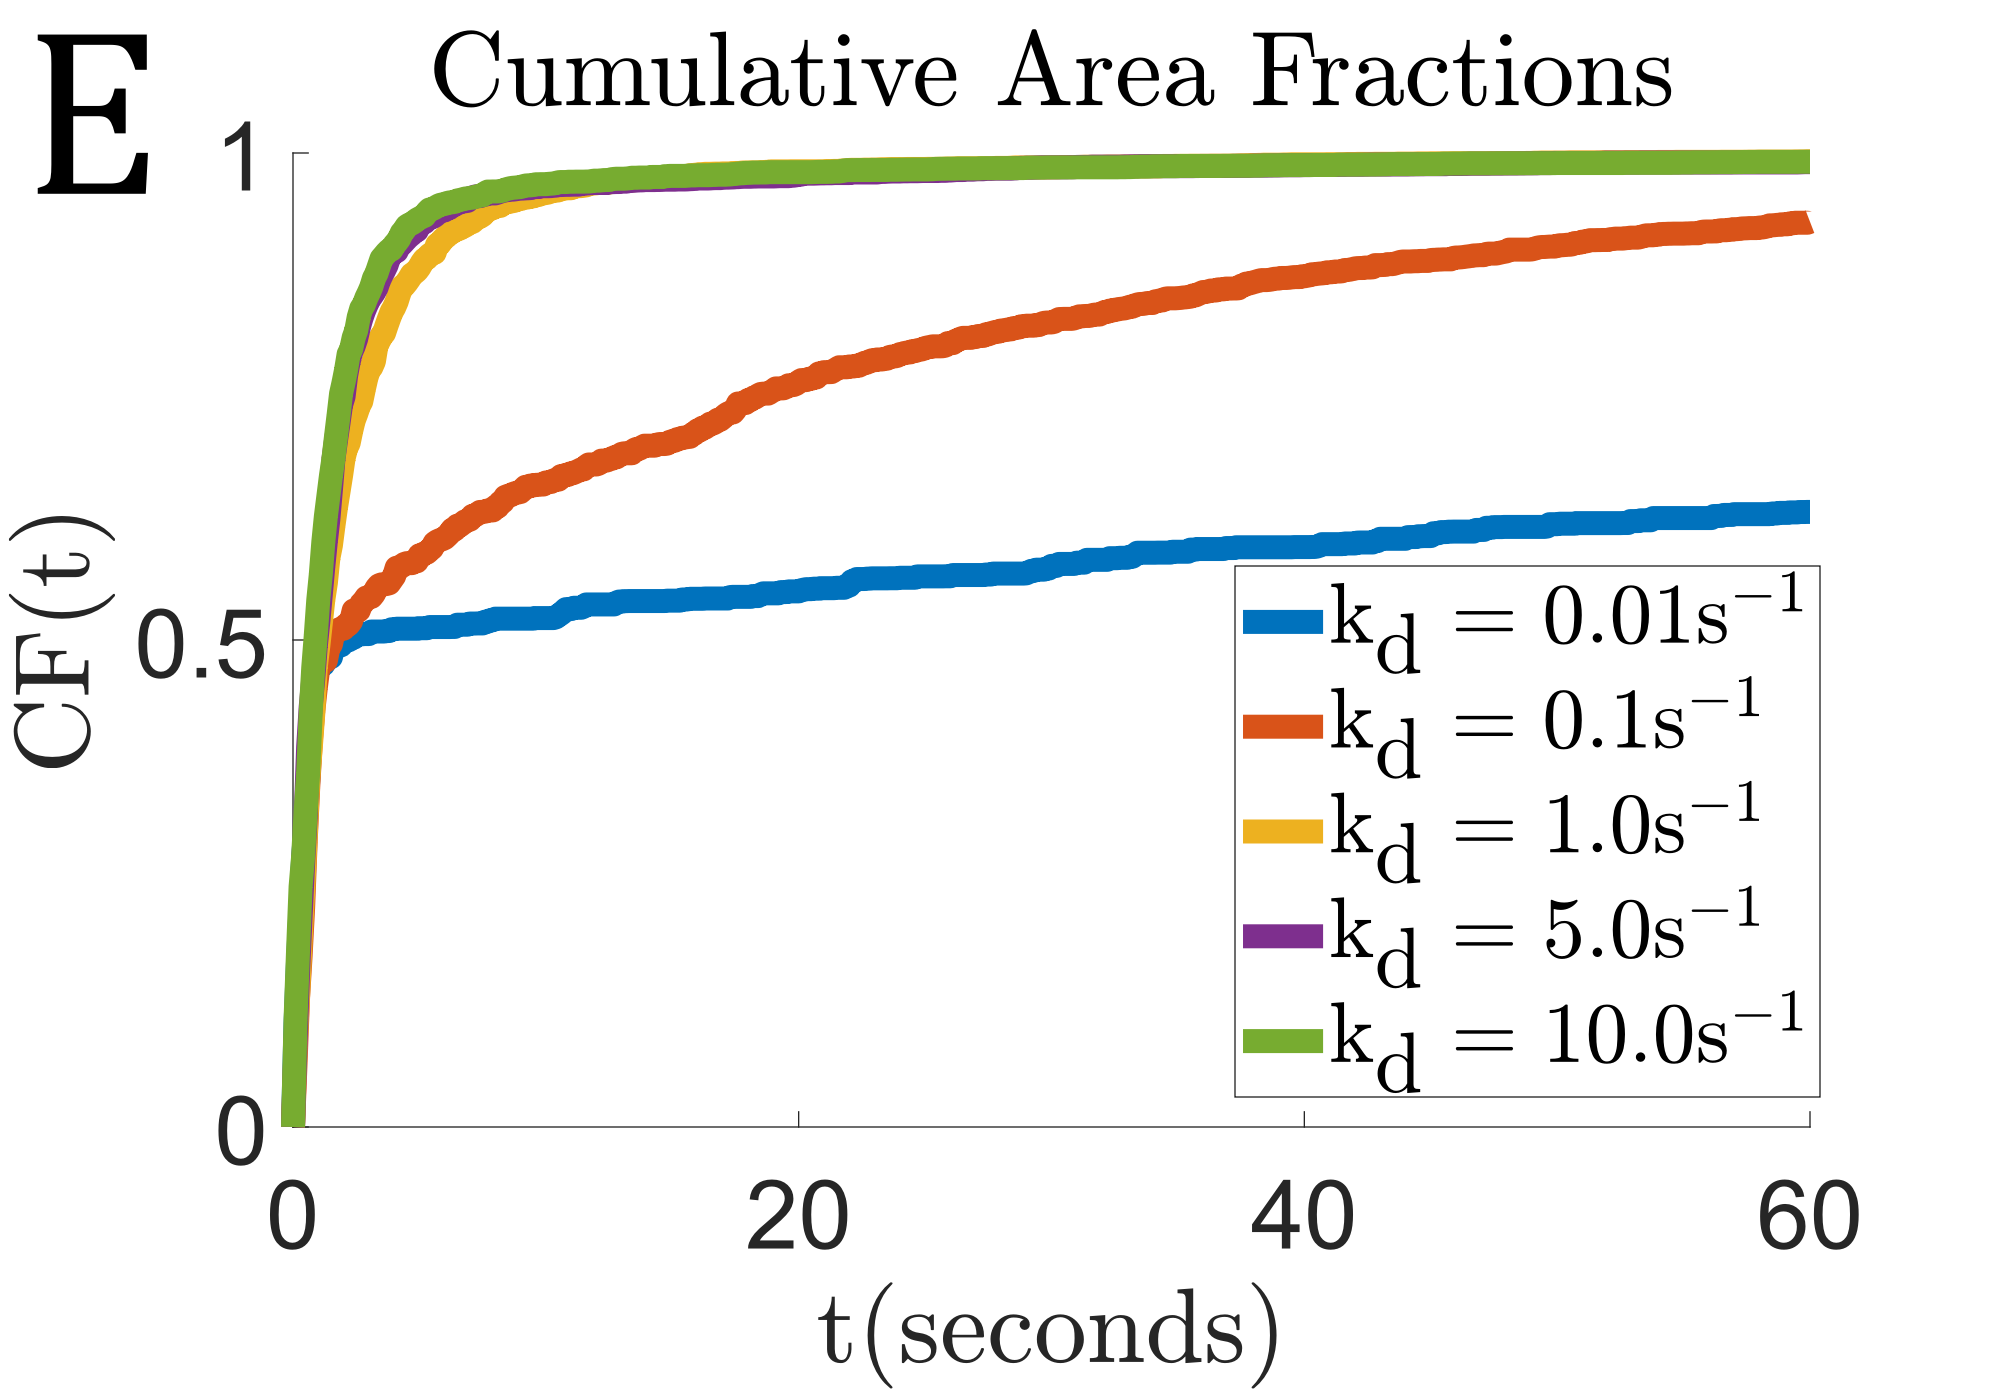 E
Cumulative Area Fractions
1
0.5
0
CF(t)
k_d = 0.01s⁻¹
k_d = 0.1s⁻¹
k_d = 1.0s⁻¹
k_d = 5.0s⁻¹
k_d = 10.0s⁻¹
0 20 40 60
t(seconds)